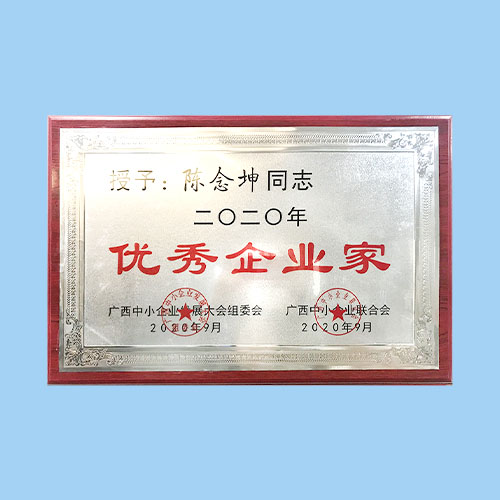 授予：陈念坤同志
二〇二〇年
优秀企业家
广西中小企业发展大会组委会 广西中小企业联合会
2020年9月 2020年9月